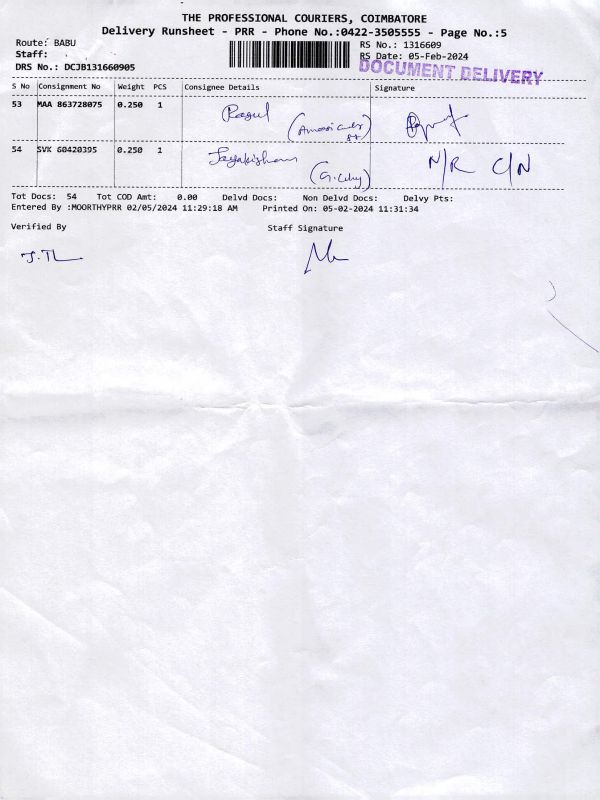 THE PROFESSIONAL COURIERS, COIMBATORE
Delivery Runsheet - PRR - Phone No.:0422-3505555 - Page No.:5
Route: BABU
RS No.: 1316609
Staff:
RS Date: 05-Feb-2024
DRS No.: DCJB131660905
DOCUMENT DELIVERY
S No Consignment No Weight PCS Consignee Details Signature
53 MAA 863728075 0.250 1 Ragul
54 SVK 60420395 0.250 1 Jayakishan N/R C/N
Tot Docs: 54 Tot COD Amt: 0.00 Delvd Docs: Non Delvd Docs: Delvy Pts:
Entered By :MOORTHYPRR 02/05/2024 11:29:18 AM Printed On: 05-02-2024 11:31:34
Verified By Staff Signature